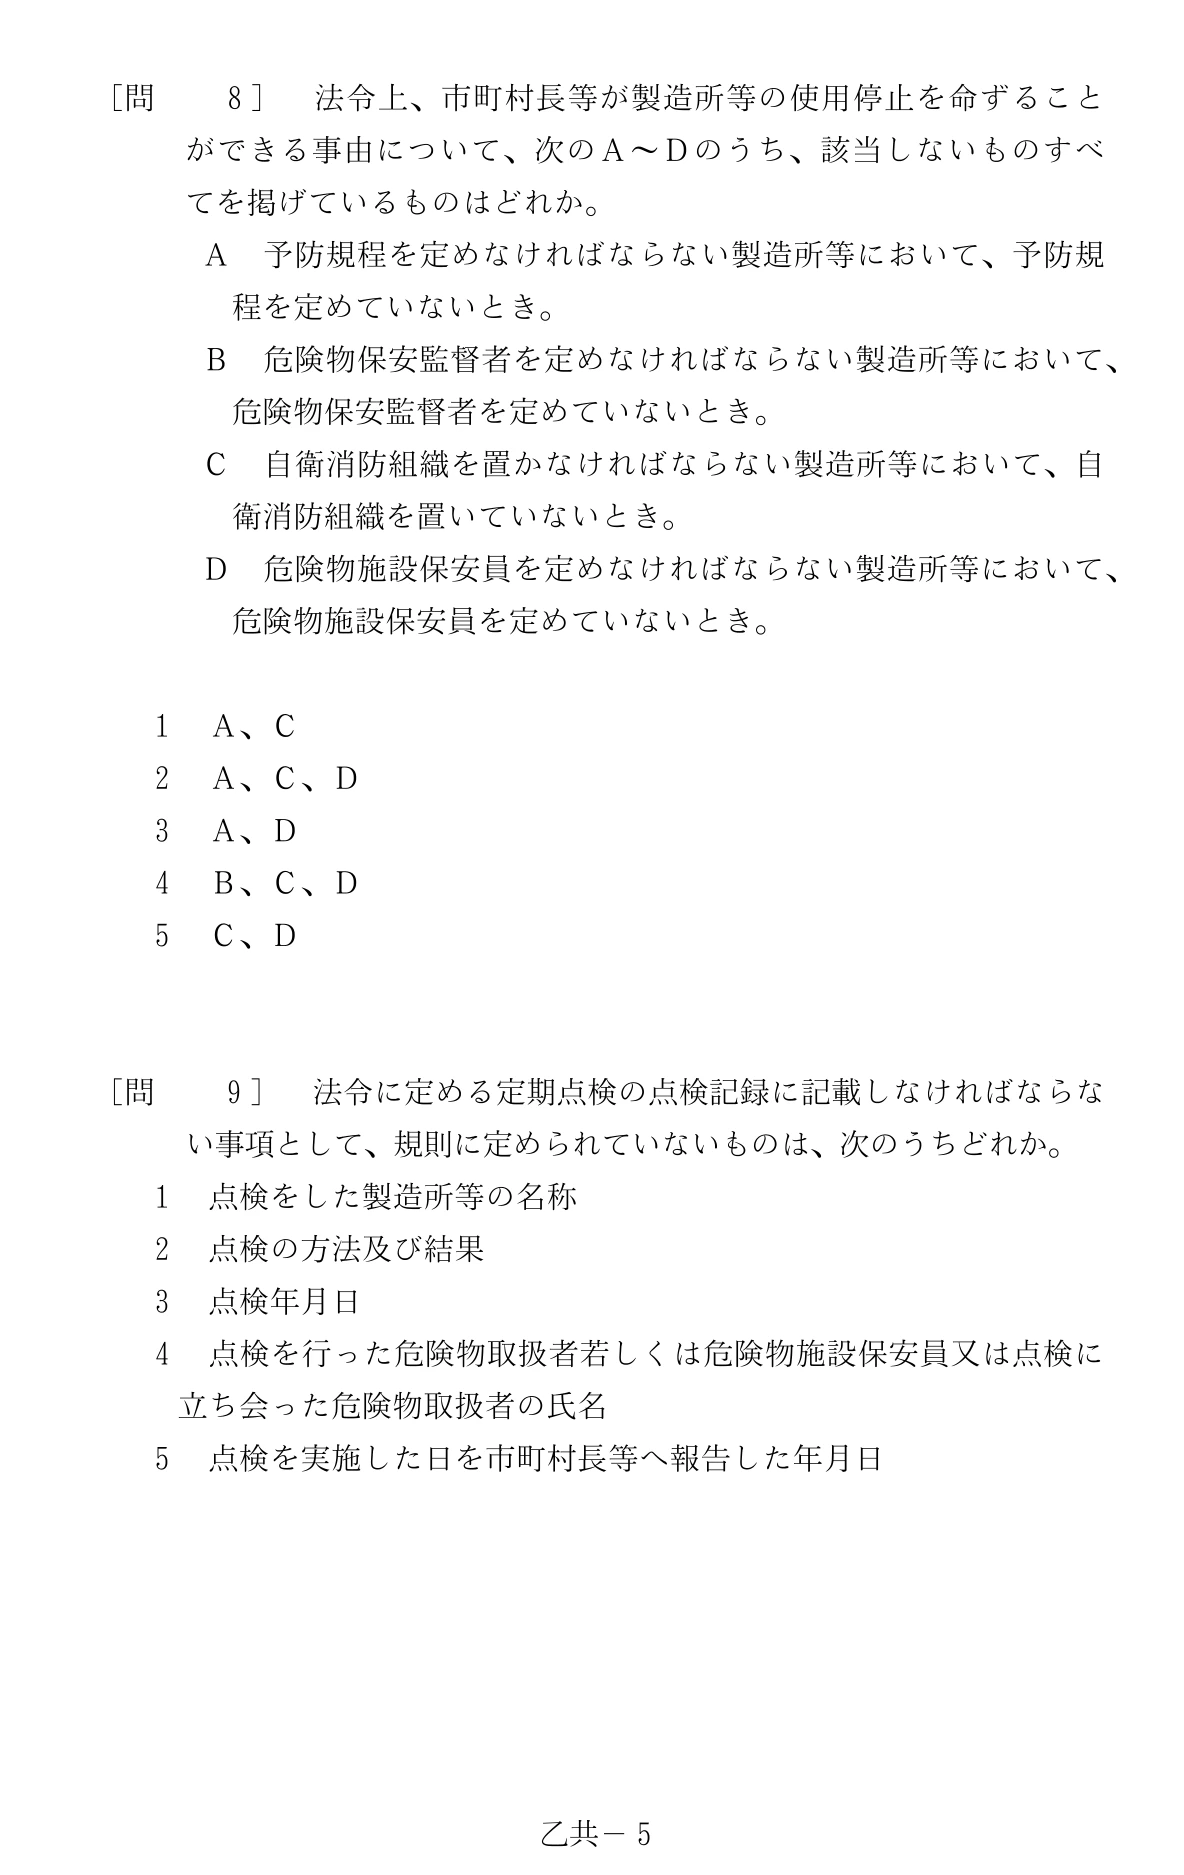 ［問　　８］　法令上、市町村長等が製造所等の使用停止を命ずること
ができる事由について、次のＡ～Ｄのうち、該当しないものすべ
てを掲げているものはどれか。
Ａ　予防規程を定めなければならない製造所等において、予防規
程を定めていないとき。
Ｂ　危険物保安監督者を定めなければならない製造所等において、
危険物保安監督者を定めていないとき。
Ｃ　自衛消防組織を置かなければならない製造所等において、自
衛消防組織を置いていないとき。
Ｄ　危険物施設保安員を定めなければならない製造所等において、
危険物施設保安員を定めていないとき。
１　Ａ、Ｃ
２　Ａ、Ｃ、Ｄ
３　Ａ、Ｄ
４　Ｂ、Ｃ、Ｄ
５　Ｃ、Ｄ
［問　　９］　法令に定める定期点検の点検記録に記載しなければならな
い事項として、規則に定められていないものは、次のうちどれか。
１　点検をした製造所等の名称
２　点検の方法及び結果
３　点検年月日
４　点検を行った危険物取扱者若しくは危険物施設保安員又は点検に
立ち会った危険物取扱者の氏名
５　点検を実施した日を市町村長等へ報告した年月日
乙共－５